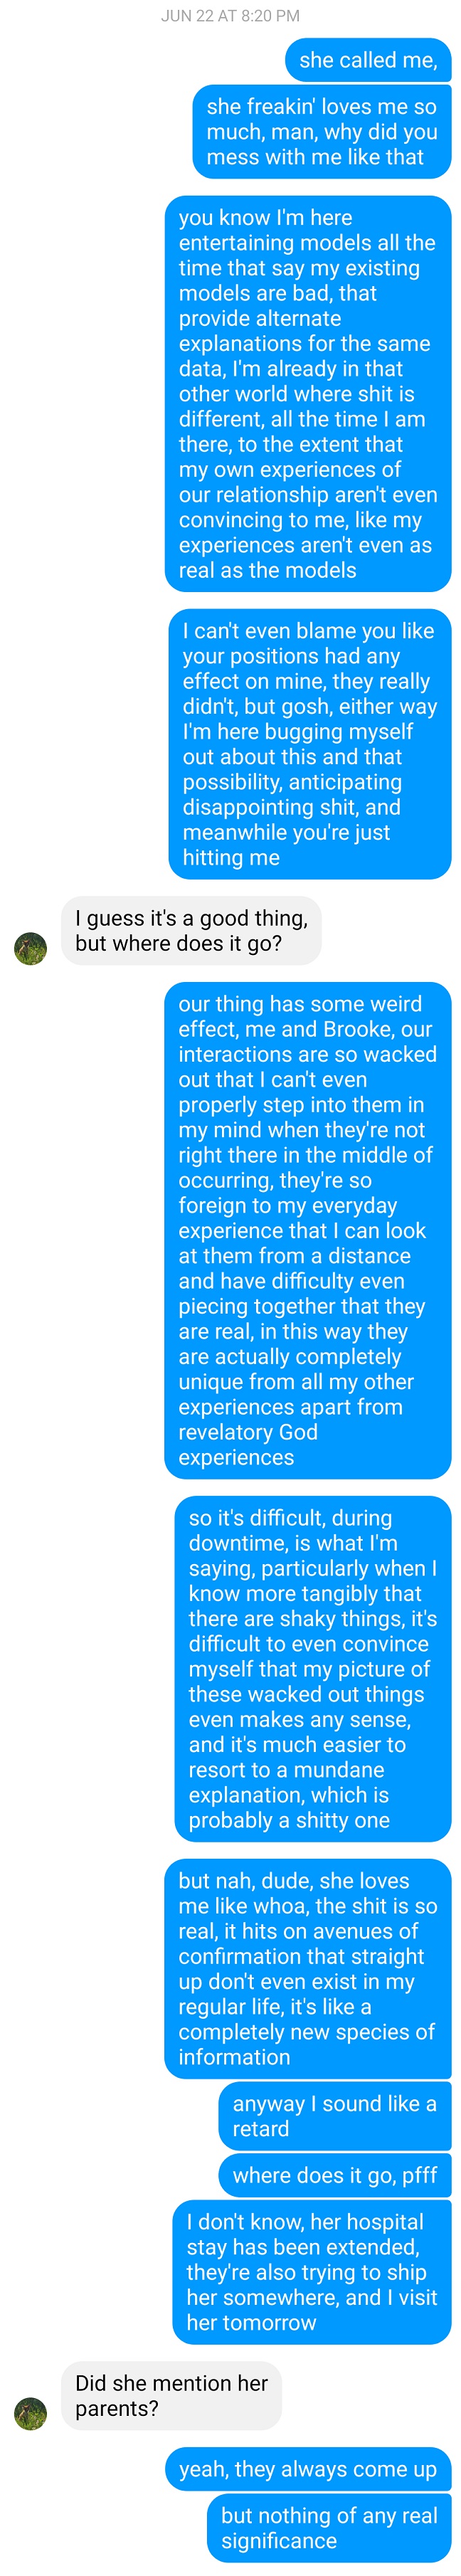 JUN 22 AT 8:20 PM
she called me,
she freakin' loves me so
much, man, why did you
mess with me like that
you know I'm here
entertaining models all the
time that say my existing
models are bad, that
provide alternate
explanations for the same
data, I'm already in that
other world where shit is
different, all the time I am
there, to the extent that
my own experiences of
our relationship aren't even
convincing to me, like my
experiences aren't even as
real as the models
I can't even blame you like
your positions had any
effect on mine, they really
didn't, but gosh, either way
I'm here bugging myself
out about this and that
possibility, anticipating
disappointing shit, and
meanwhile you're just
hitting me
I guess it's a good thing,
but where does it go?
our thing has some weird
effect, me and Brooke, our
interactions are so wacked
out that I can't even
properly step into them in
my mind when they're not
right there in the middle of
occurring, they're so
foreign to my everyday
experience that I can look
at them from a distance
and have difficulty even
piecing together that they
are real, in this way they
are actually completely
unique from all my other
experiences apart from
revelatory God
experiences
so it's difficult, during
downtime, is what I'm
saying, particularly when I
know more tangibly that
there are shaky things, it's
difficult to even convince
myself that my picture of
these wacked out things
even makes any sense,
and it's much easier to
resort to a mundane
explanation, which is
probably a shitty one
but nah, dude, she loves
me like whoa, the shit is so
real, it hits on avenues of
confirmation that straight
up don't even exist in my
regular life, it's like a
completely new species of
information
anyway I sound like a
retard
where does it go, pfff
I don't know, her hospital
stay has been extended,
they're also trying to ship
her somewhere, and I visit
her tomorrow
Did she mention her
parents?
yeah, they always come up
but nothing of any real
significance